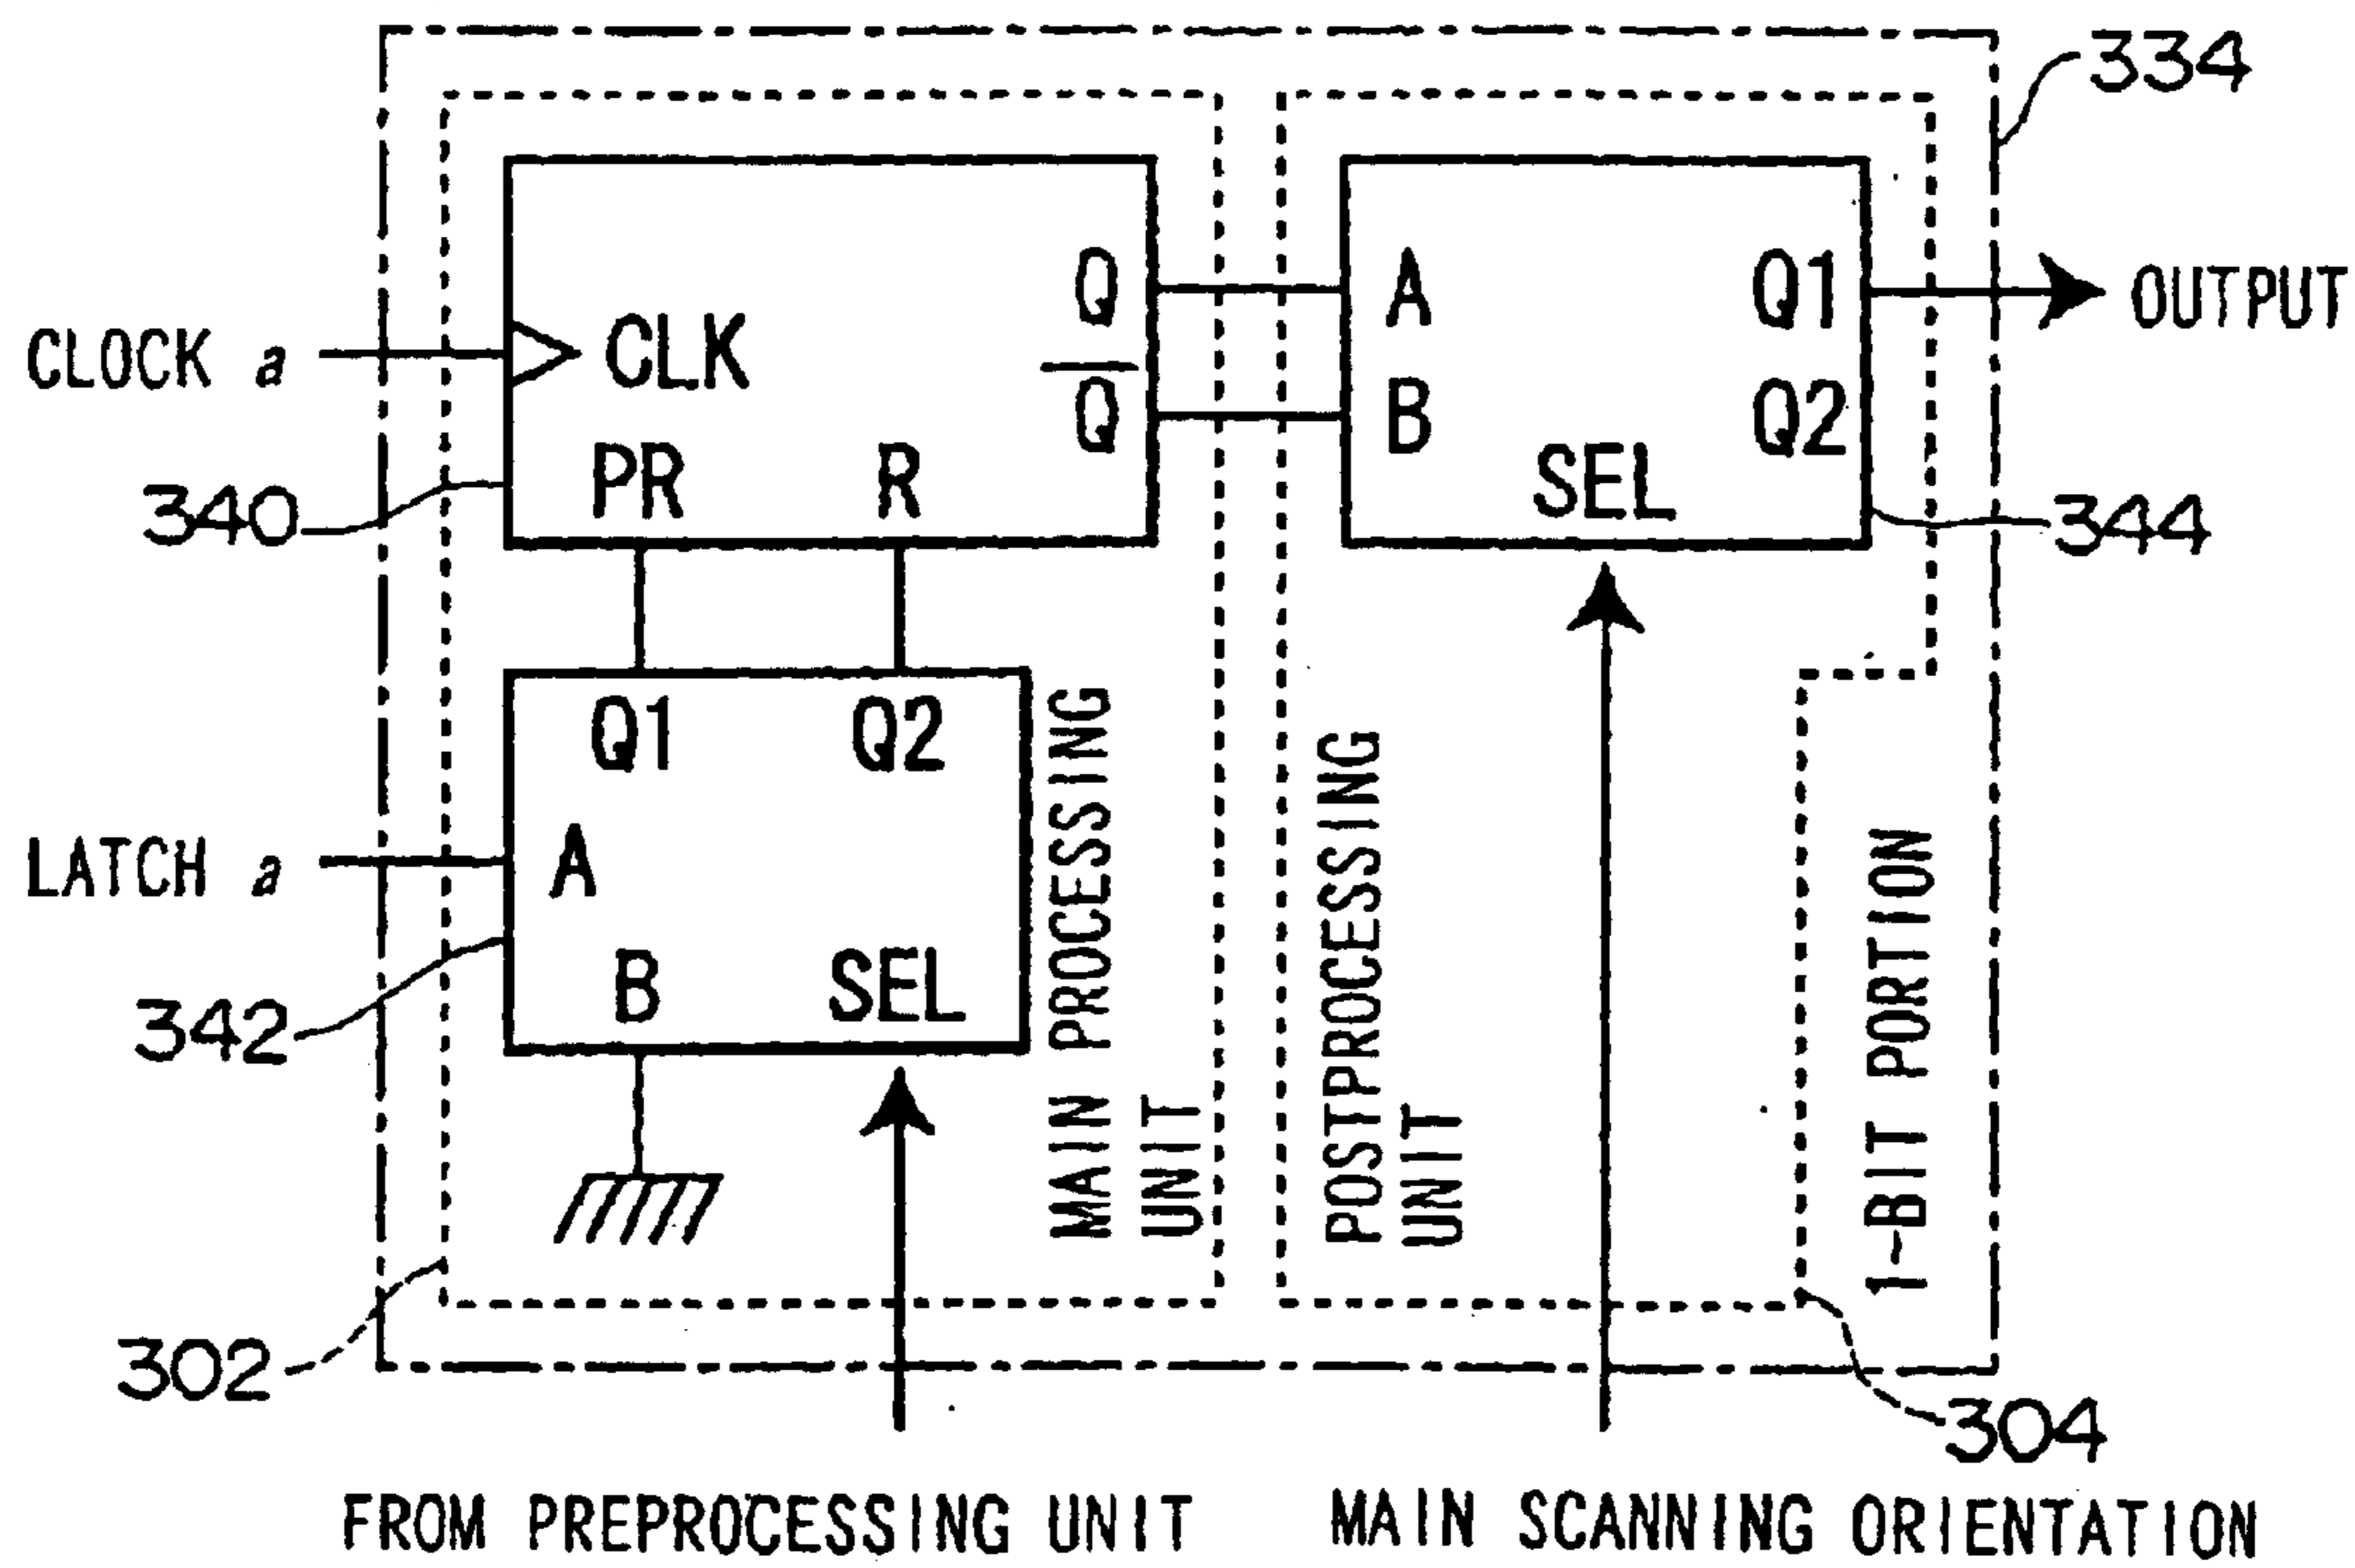 334
CLOCK a
CLK
PR
R
Q
Q̅
A
B
SEL
Q1
Q2
OUTPUT
340
344
Q1
Q2
LATCH a
A
B
SEL
342
MAIN PROCESSING
UNIT
POSTPROCESSING
UNIT
1-BIT PORTION
302
304
FROM PREPROCESSING UNIT
MAIN SCANNING ORIENTATION